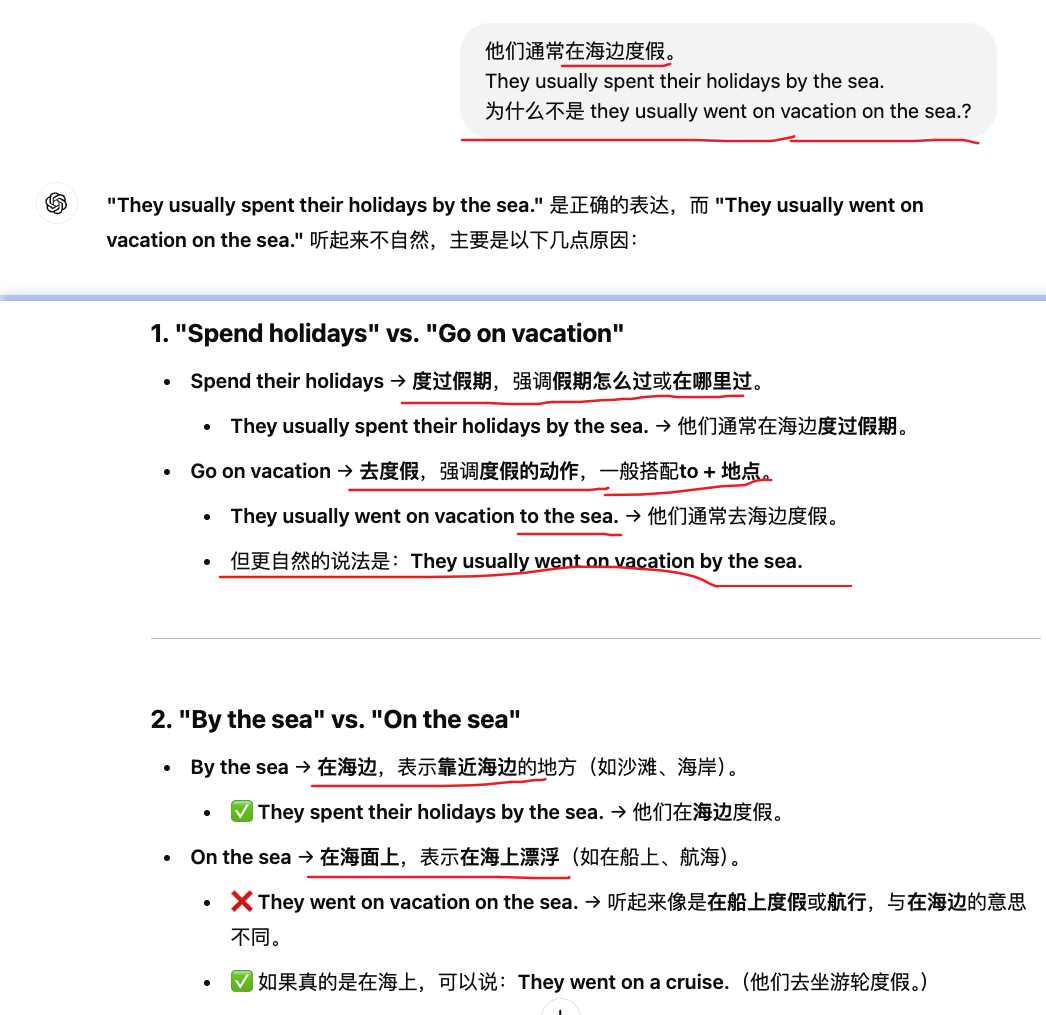 他们通常在海边度假。
They usually spent their holidays by the sea.
为什么不是 they usually went on vacation on the sea.?
"They usually spent their holidays by the sea." 是正确的表达，而 "They usually went on
vacation on the sea." 听起来不自然，主要是以下几点原因：
1. "Spend holidays" vs. "Go on vacation"
• Spend their holidays → 度过假期，强调假期怎么过或在哪里过。
• They usually spent their holidays by the sea. → 他们通常在海边度过假期。
• Go on vacation → 去度假，强调度假的动作，一般搭配to + 地点。
• They usually went on vacation to the sea. → 他们通常去海边度假。
• 但更自然的说法是：They usually went on vacation by the sea.
2. "By the sea" vs. "On the sea"
• By the sea → 在海边，表示靠近海边的地方（如沙滩、海岸）。
• ✅ They spent their holidays by the sea. → 他们在海边度假。
• On the sea → 在海面上，表示在海上漂浮（如在船上、航海）。
• ❌ They went on vacation on the sea. → 听起来像是在船上度假或航行，与在海边的意思
不同。
• ✅ 如果真的是在海上，可以说：They went on a cruise.（他们去坐游轮度假。）